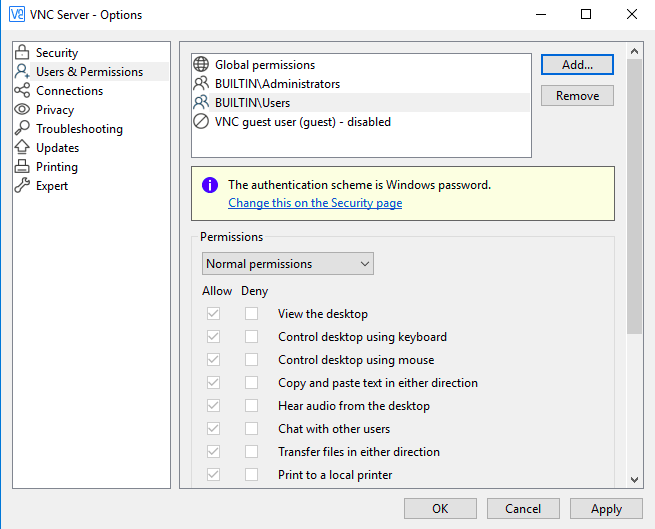 VNC Server - Options
Security
Users & Permissions
Connections
Privacy
Troubleshooting
Updates
Printing
Expert
Global permissions
BUILTIN\Administrators
BUILTIN\Users
VNC guest user (guest) - disabled
Add...
Remove
The authentication scheme is Windows password.
Change this on the Security page
Permissions
Normal permissions
Allow Deny
View the desktop
Control desktop using keyboard
Control desktop using mouse
Copy and paste text in either direction
Hear audio from the desktop
Chat with other users
Transfer files in either direction
Print to a local printer
OK Cancel Apply